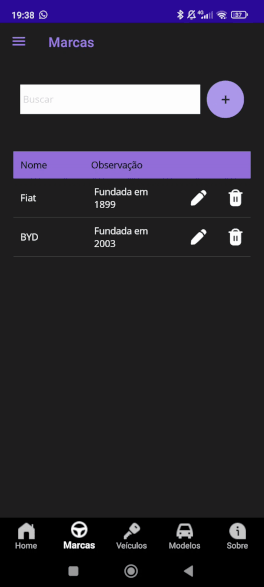 19:38
4G
Marcas
Buscar
+
Nome Observação
Fiat Fundada em
1899
BYD Fundada em
2003
Home Marcas Veículos Modelos Sobre